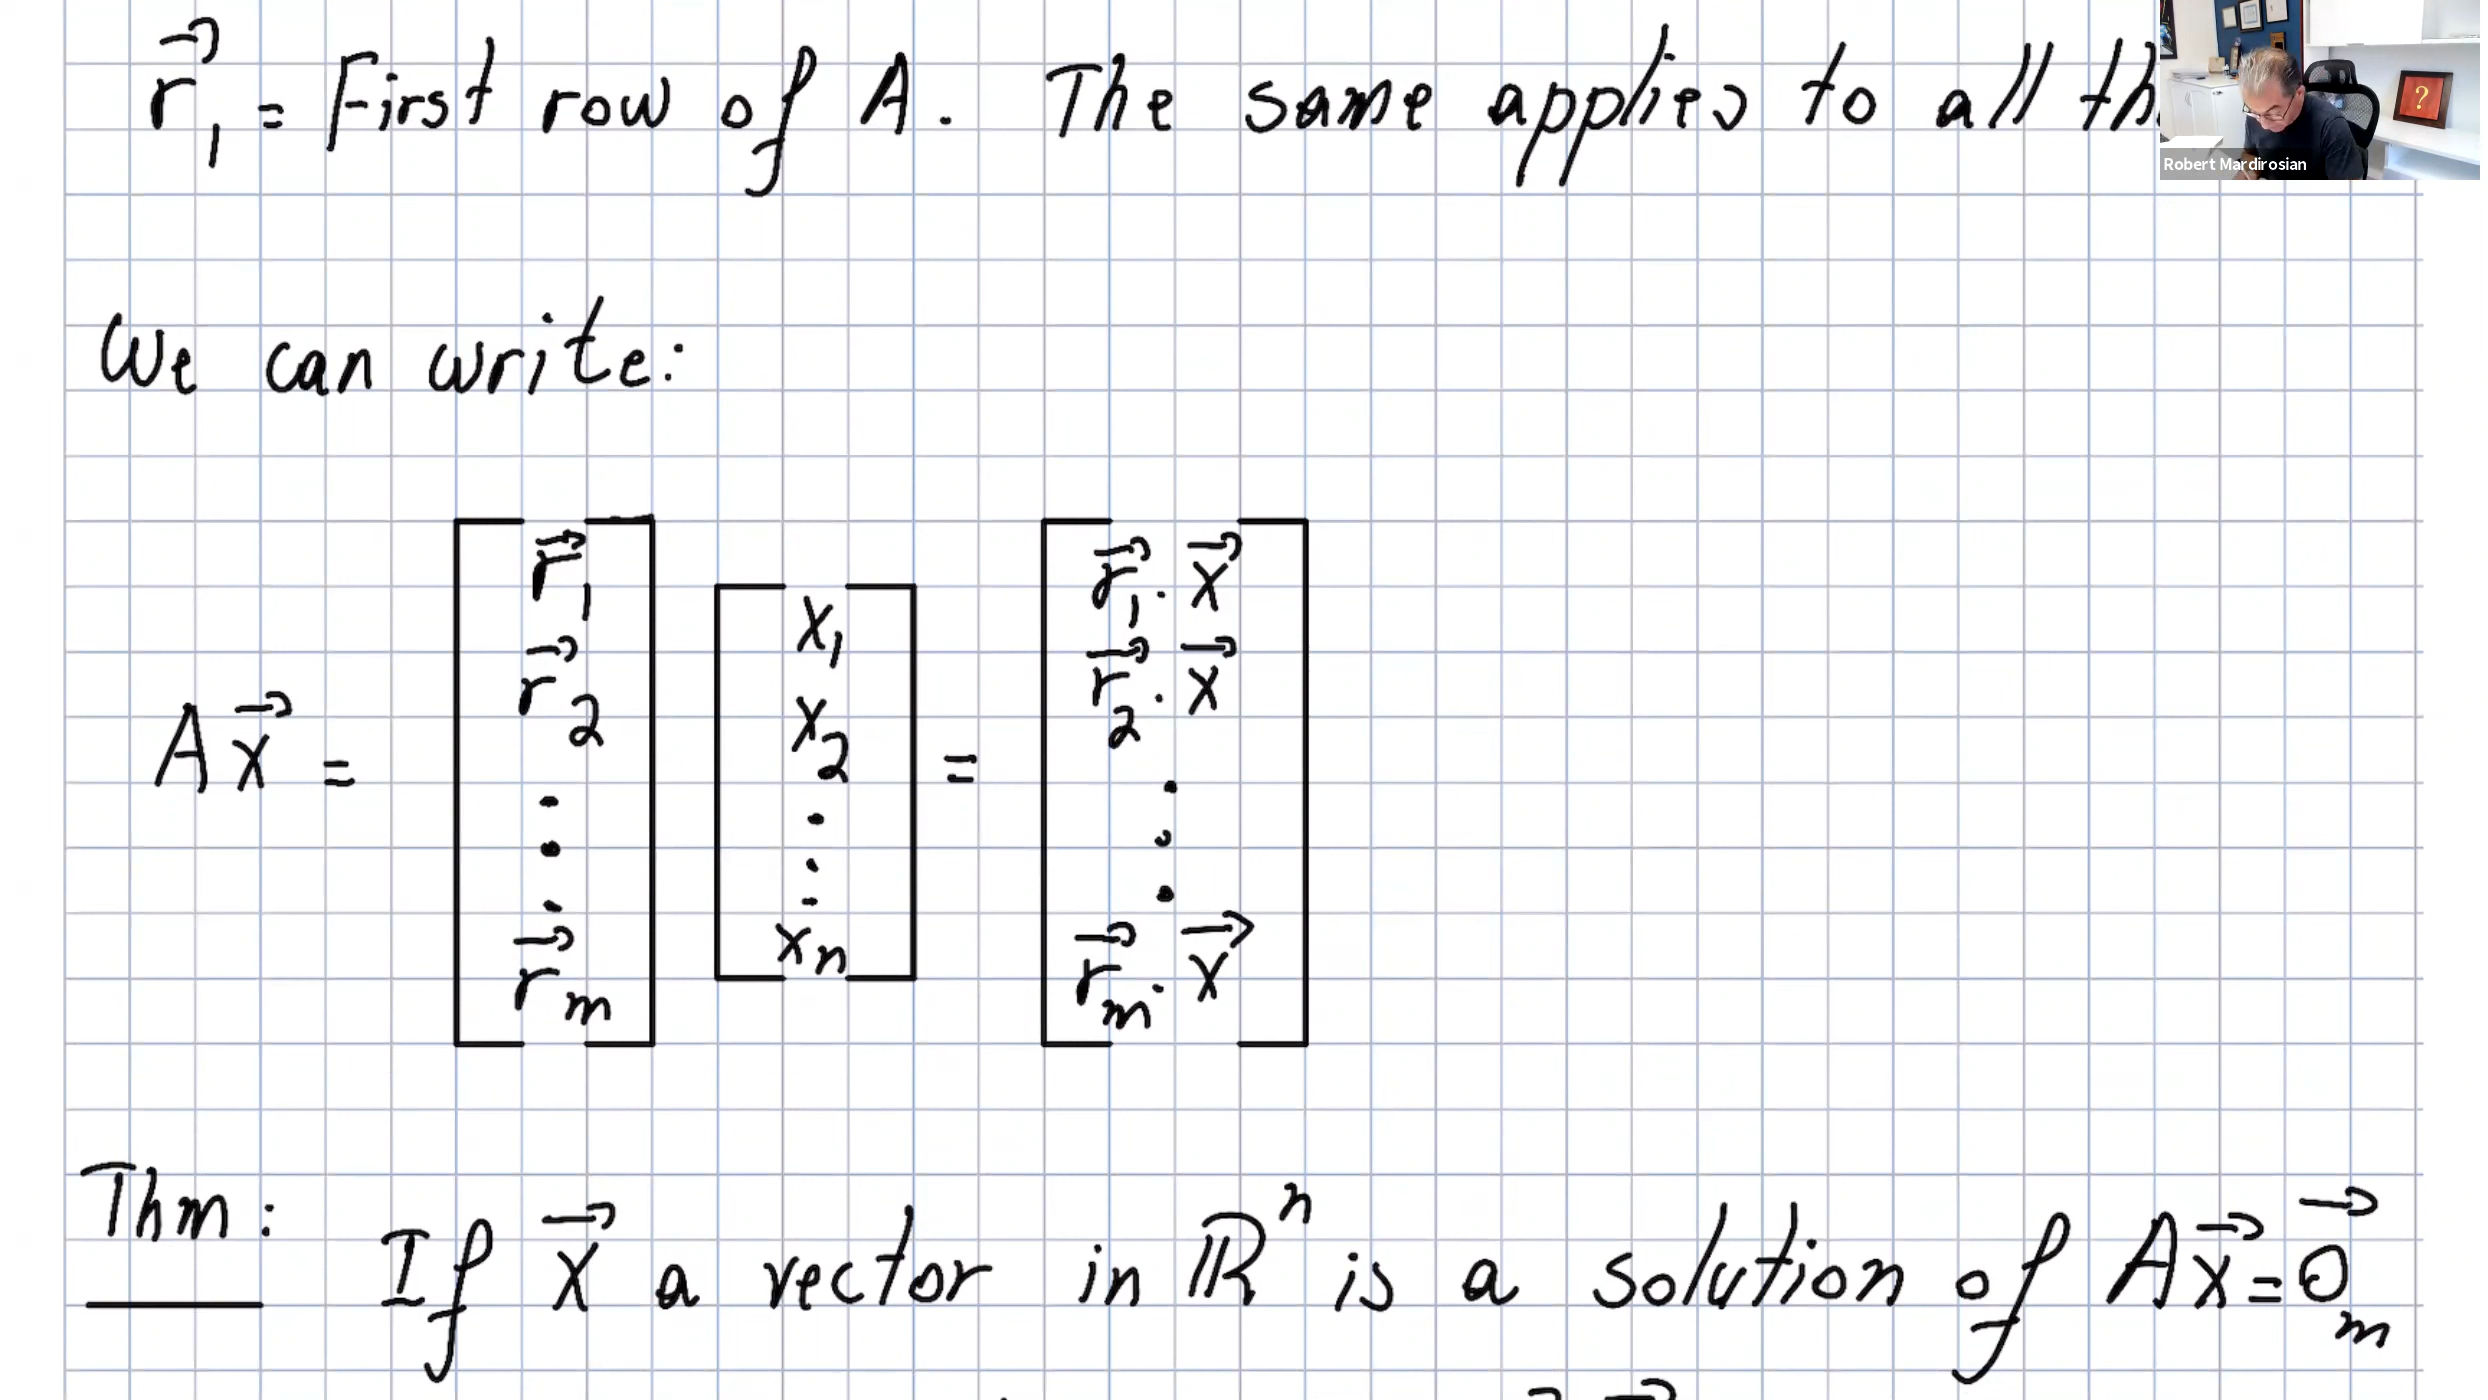 r⃗₁ = First row of A. The same applies to all
?
Robert Mardirosian
We can write:
Ax⃗ = [r⃗₁ r⃗₂ . . . r⃗ₘ] [x₁ x₂ . . . xₙ] = [r⃗₁ · x⃗ r⃗₂ · x⃗ . . . r⃗ₘ · x⃗]
Thm: If x⃗ a vector in ℝⁿ is a solution of Ax⃗ = 0⃗ₘ